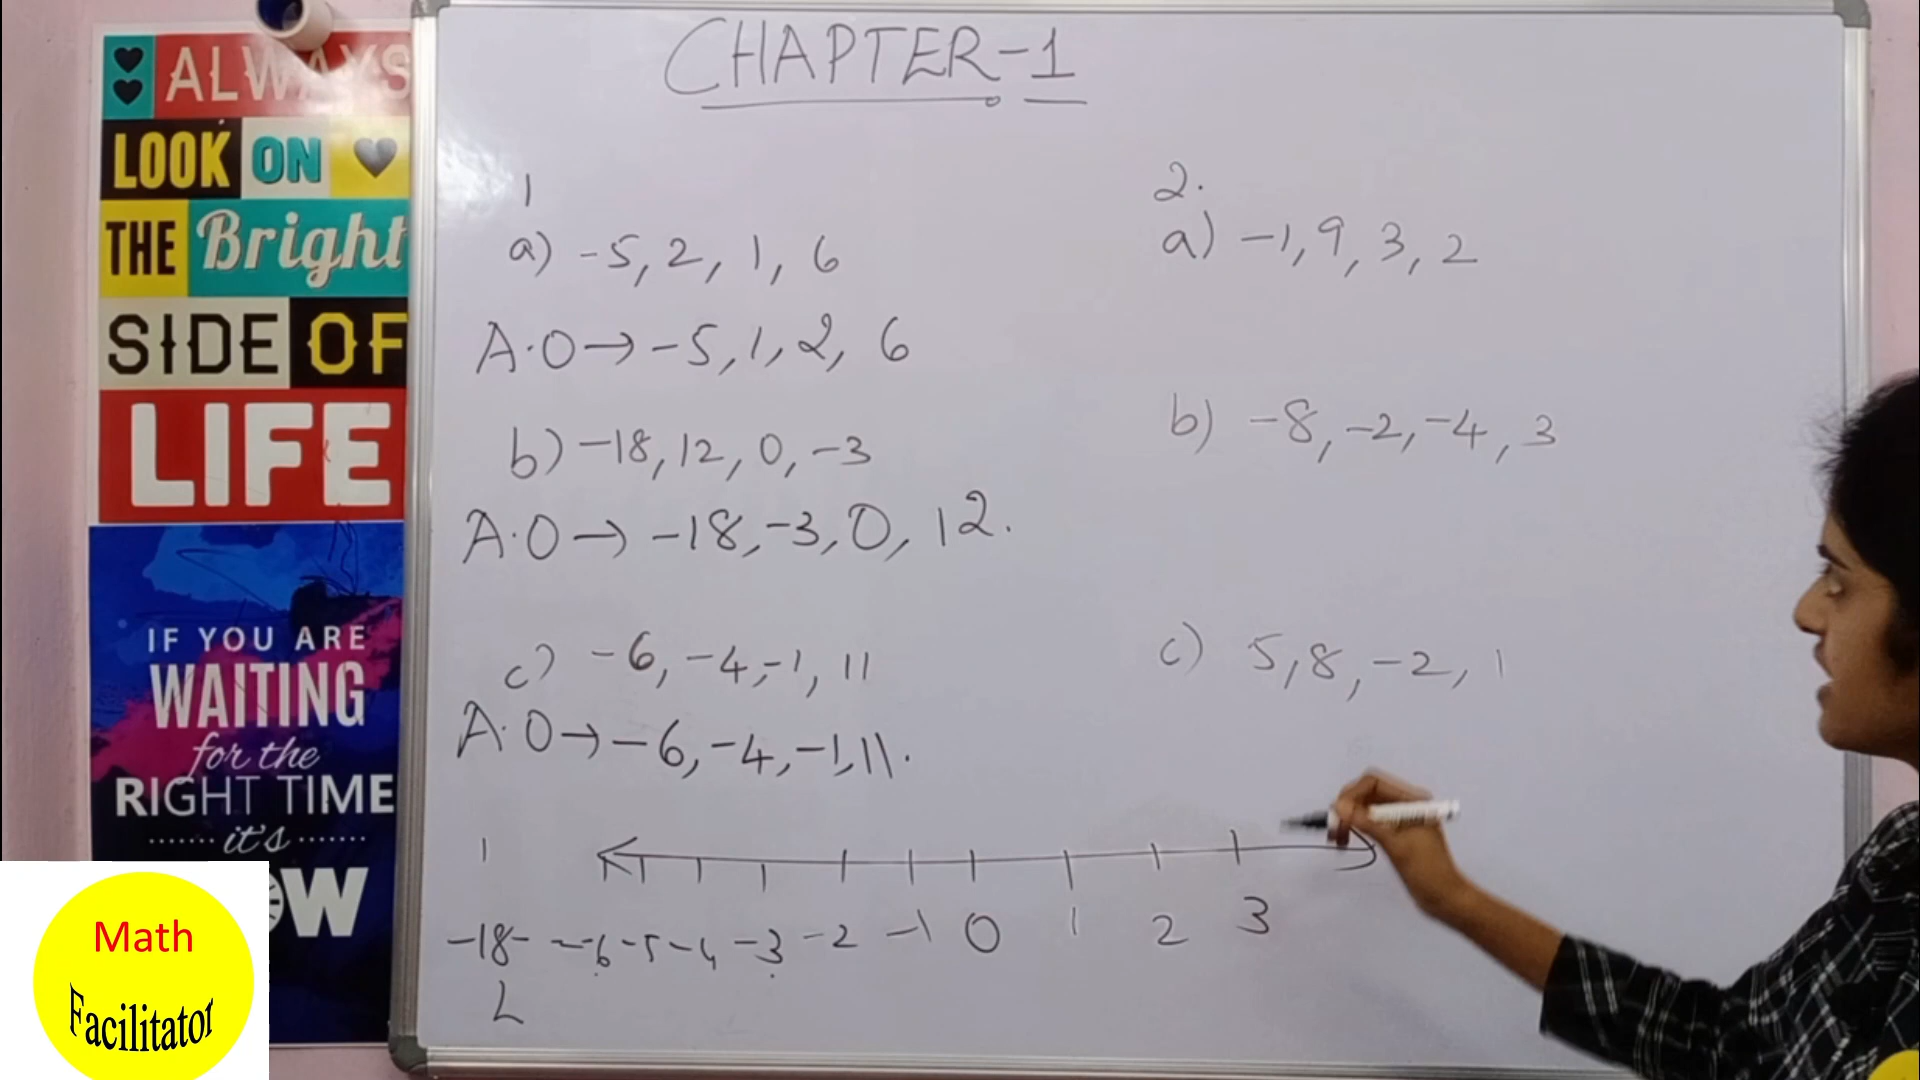 CHAPTER-1
ALWAYS
LOOK ON
THE Bright
SIDE OF
LIFE
IF YOU ARE
WAITING
for the
RIGHT TIME
it's
OW
Math
Facilitator
1
a) -5, 2, 1, 6
A.O→ -5, 1, 2, 6
b) -18, 12, 0, -3
A.O→ -18, -3, 0, 12.
c) -6, -4, -1, 11
A.O→ -6, -4, -1, 11.
2.
a) -1, 9, 3, 2
b) -8, -2, -4, 3
c) 5, 8, -2, 1
-18- - -6 -5 -4 -3 -2 -1 0 1 2 3
L